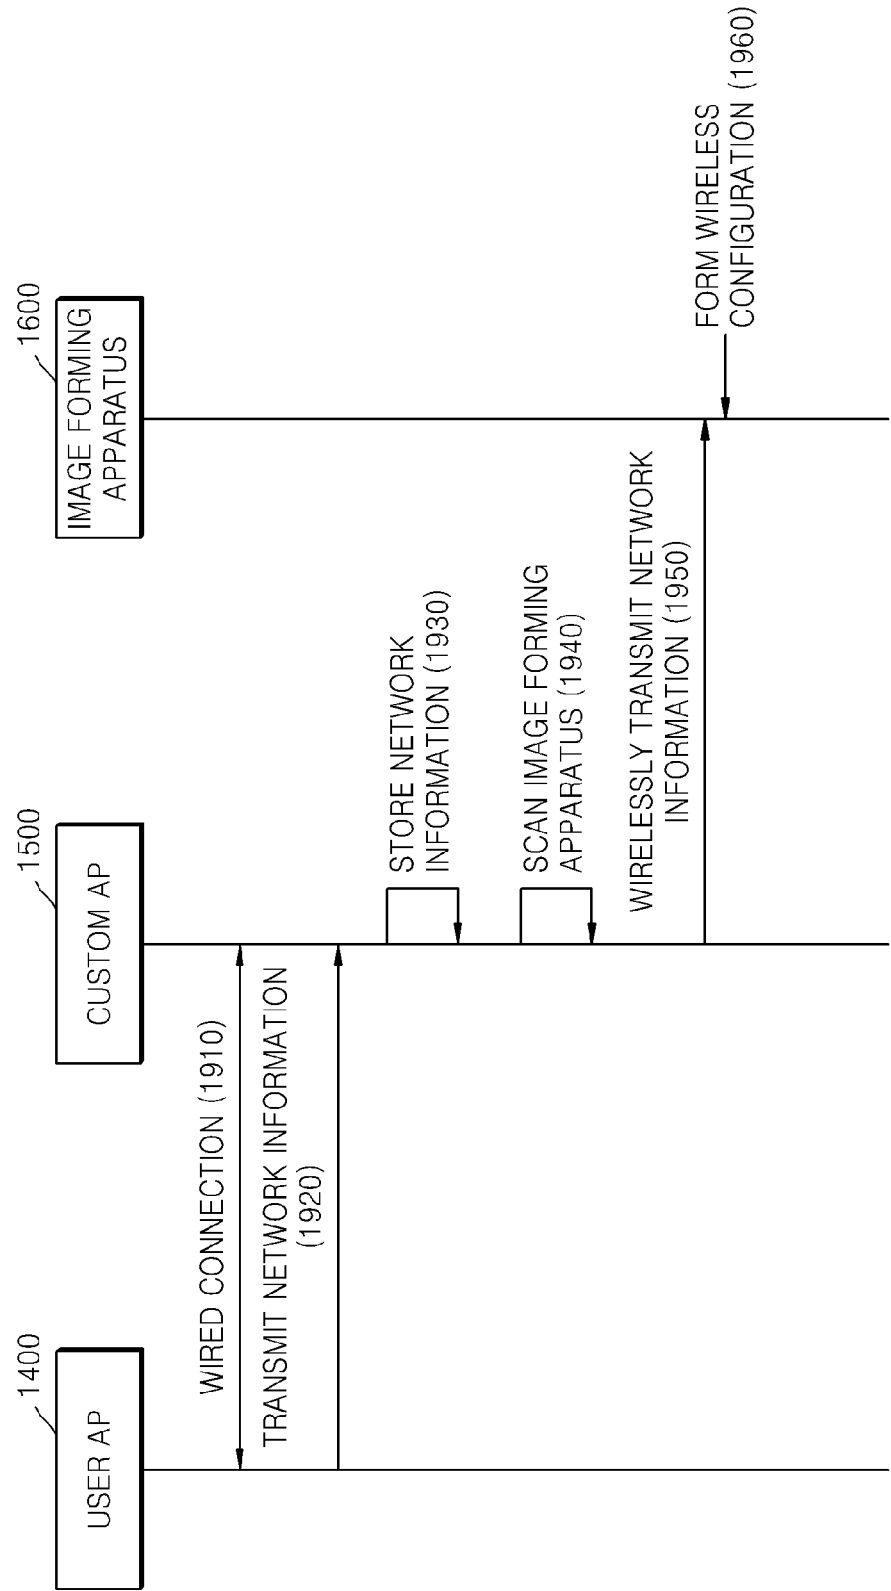 1400
USER AP
1500
CUSTOM AP
1600
IMAGE FORMING
APPARATUS
WIRED CONNECTION (1910)
TRANSMIT NETWORK INFORMATION
(1920)
STORE NETWORK
INFORMATION (1930)
SCAN IMAGE FORMING
APPARATUS (1940)
WIRELESSLY TRANSMIT NETWORK
INFORMATION (1950)
FORM WIRELESS
CONFIGURATION (1960)